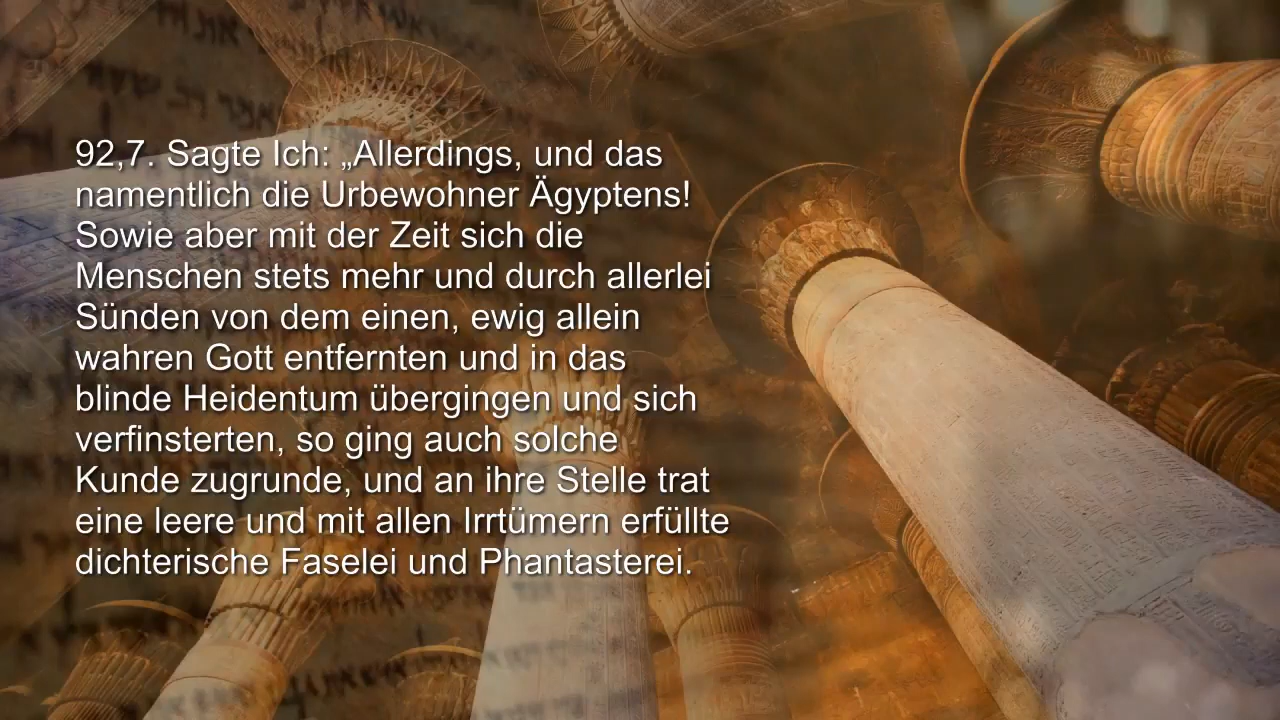 92,7. Sagte Ich: „Allerdings, und das
namentlich die Urbewohner Ägyptens!
Sowie aber mit der Zeit sich die
Menschen stets mehr und durch allerlei
Sünden von dem einen, ewig allein
wahren Gott entfernten und in das
blinde Heidentum übergingen und sich
verfinsterten, so ging auch solche
Kunde zugrunde, und an ihre Stelle trat
eine leere und mit allen Irrtümern erfüllte
dichterische Faselei und Phantasterei.